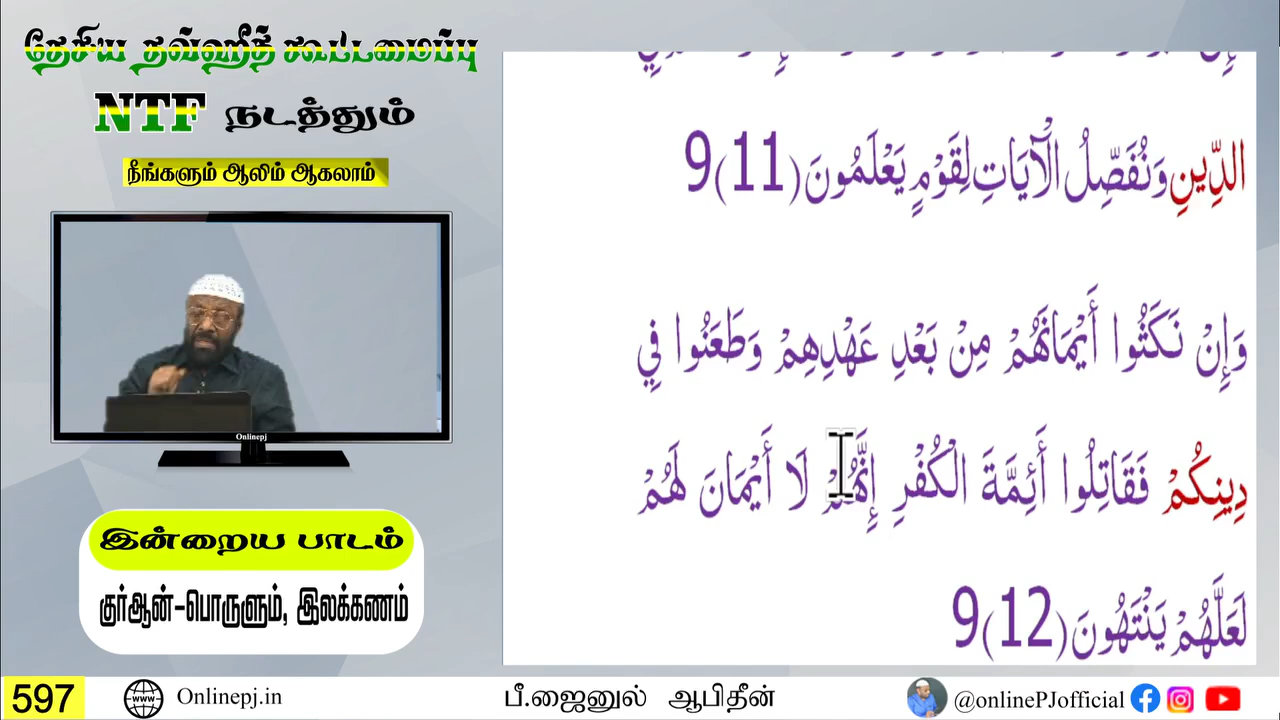 தேசிய தவ்ஹீத் கூட்டமைப்பு
NTF நடத்தும்
நீங்களும் ஆலிம் ஆகலாம்
Onlinepj
இன்றைய பாடம்
குர்ஆன்-பொருளும், இலக்கணம்
الدِّينِ وَنُفَصِّلُ الْآيَاتِ لِقَوْمٍ يَعْلَمُونَ (11)9
وَإِنْ نَكَثُوا أَيْمَانَهُمْ مِنْ بَعْدِ عَهْدِهِمْ وَطَعَنُوا فِي
دِينِكُمْ فَقَاتِلُوا أَئِمَّةَ الْكُفْرِ إِنَّهُمْ لَا أَيْمَانَ لَهُمْ
لَعَلَّهُمْ يَنْتَهُونَ (12)9
597 www Onlinepj.in பீ.ஜைனுல் ஆபிதீன் @onlinePJofficial